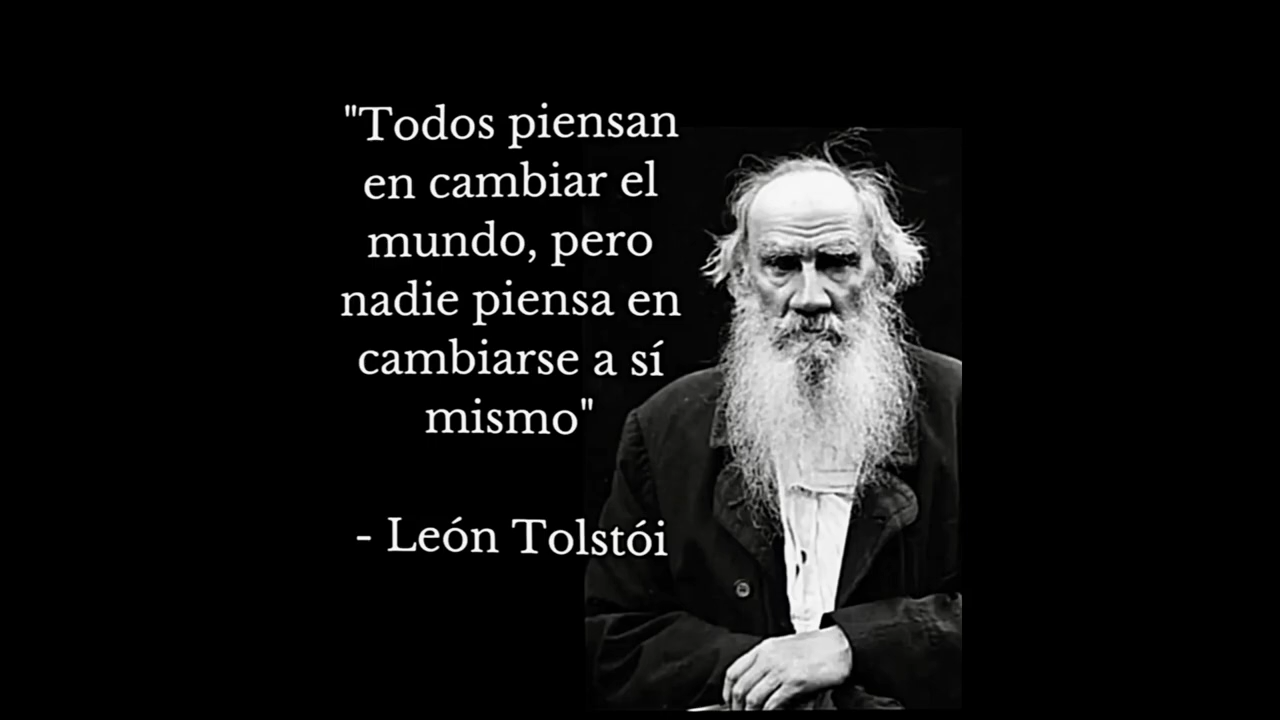 "Todos piensan
en cambiar el
mundo, pero
nadie piensa en
cambiarse a sí
mismo"
- León Tolstói